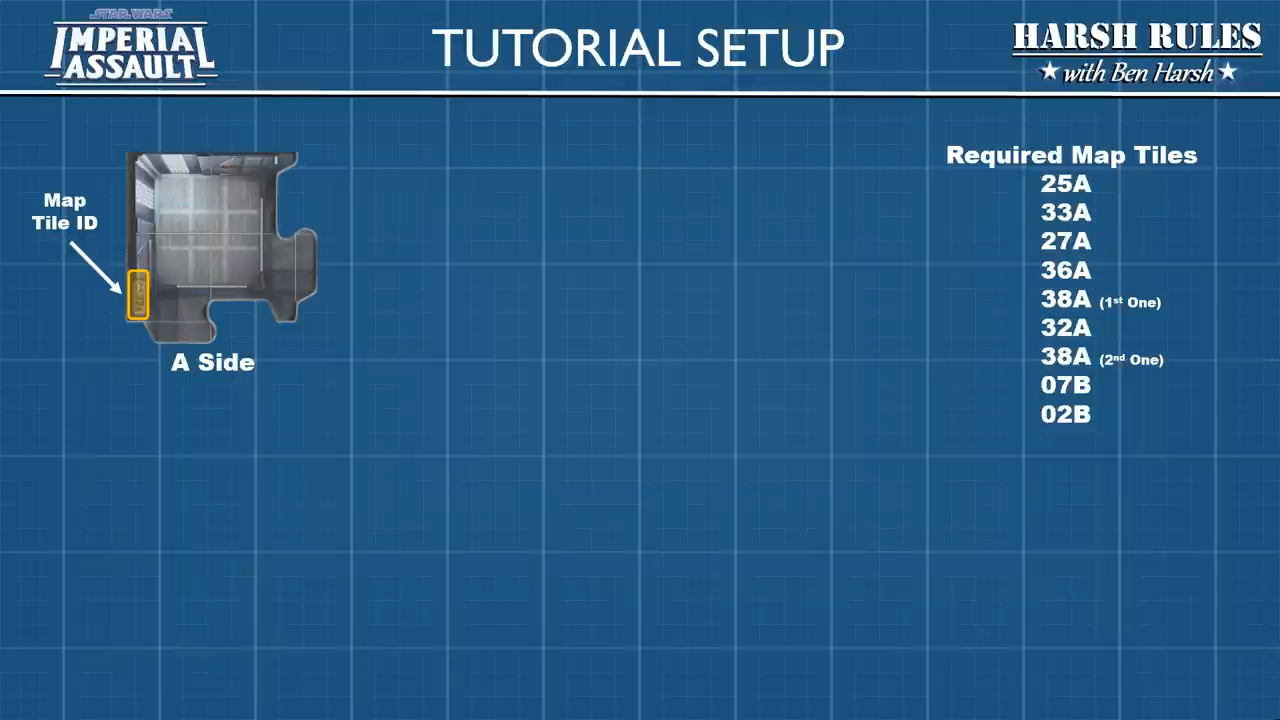 STAR WARS
IMPERIAL
ASSAULT
TUTORIAL SETUP
HARSH RULES
with Ben Harsh
Map
Tile ID
A Side
Required Map Tiles
25A
33A
27A
36A
38A (1st One)
32A
38A (2nd One)
07B
02B